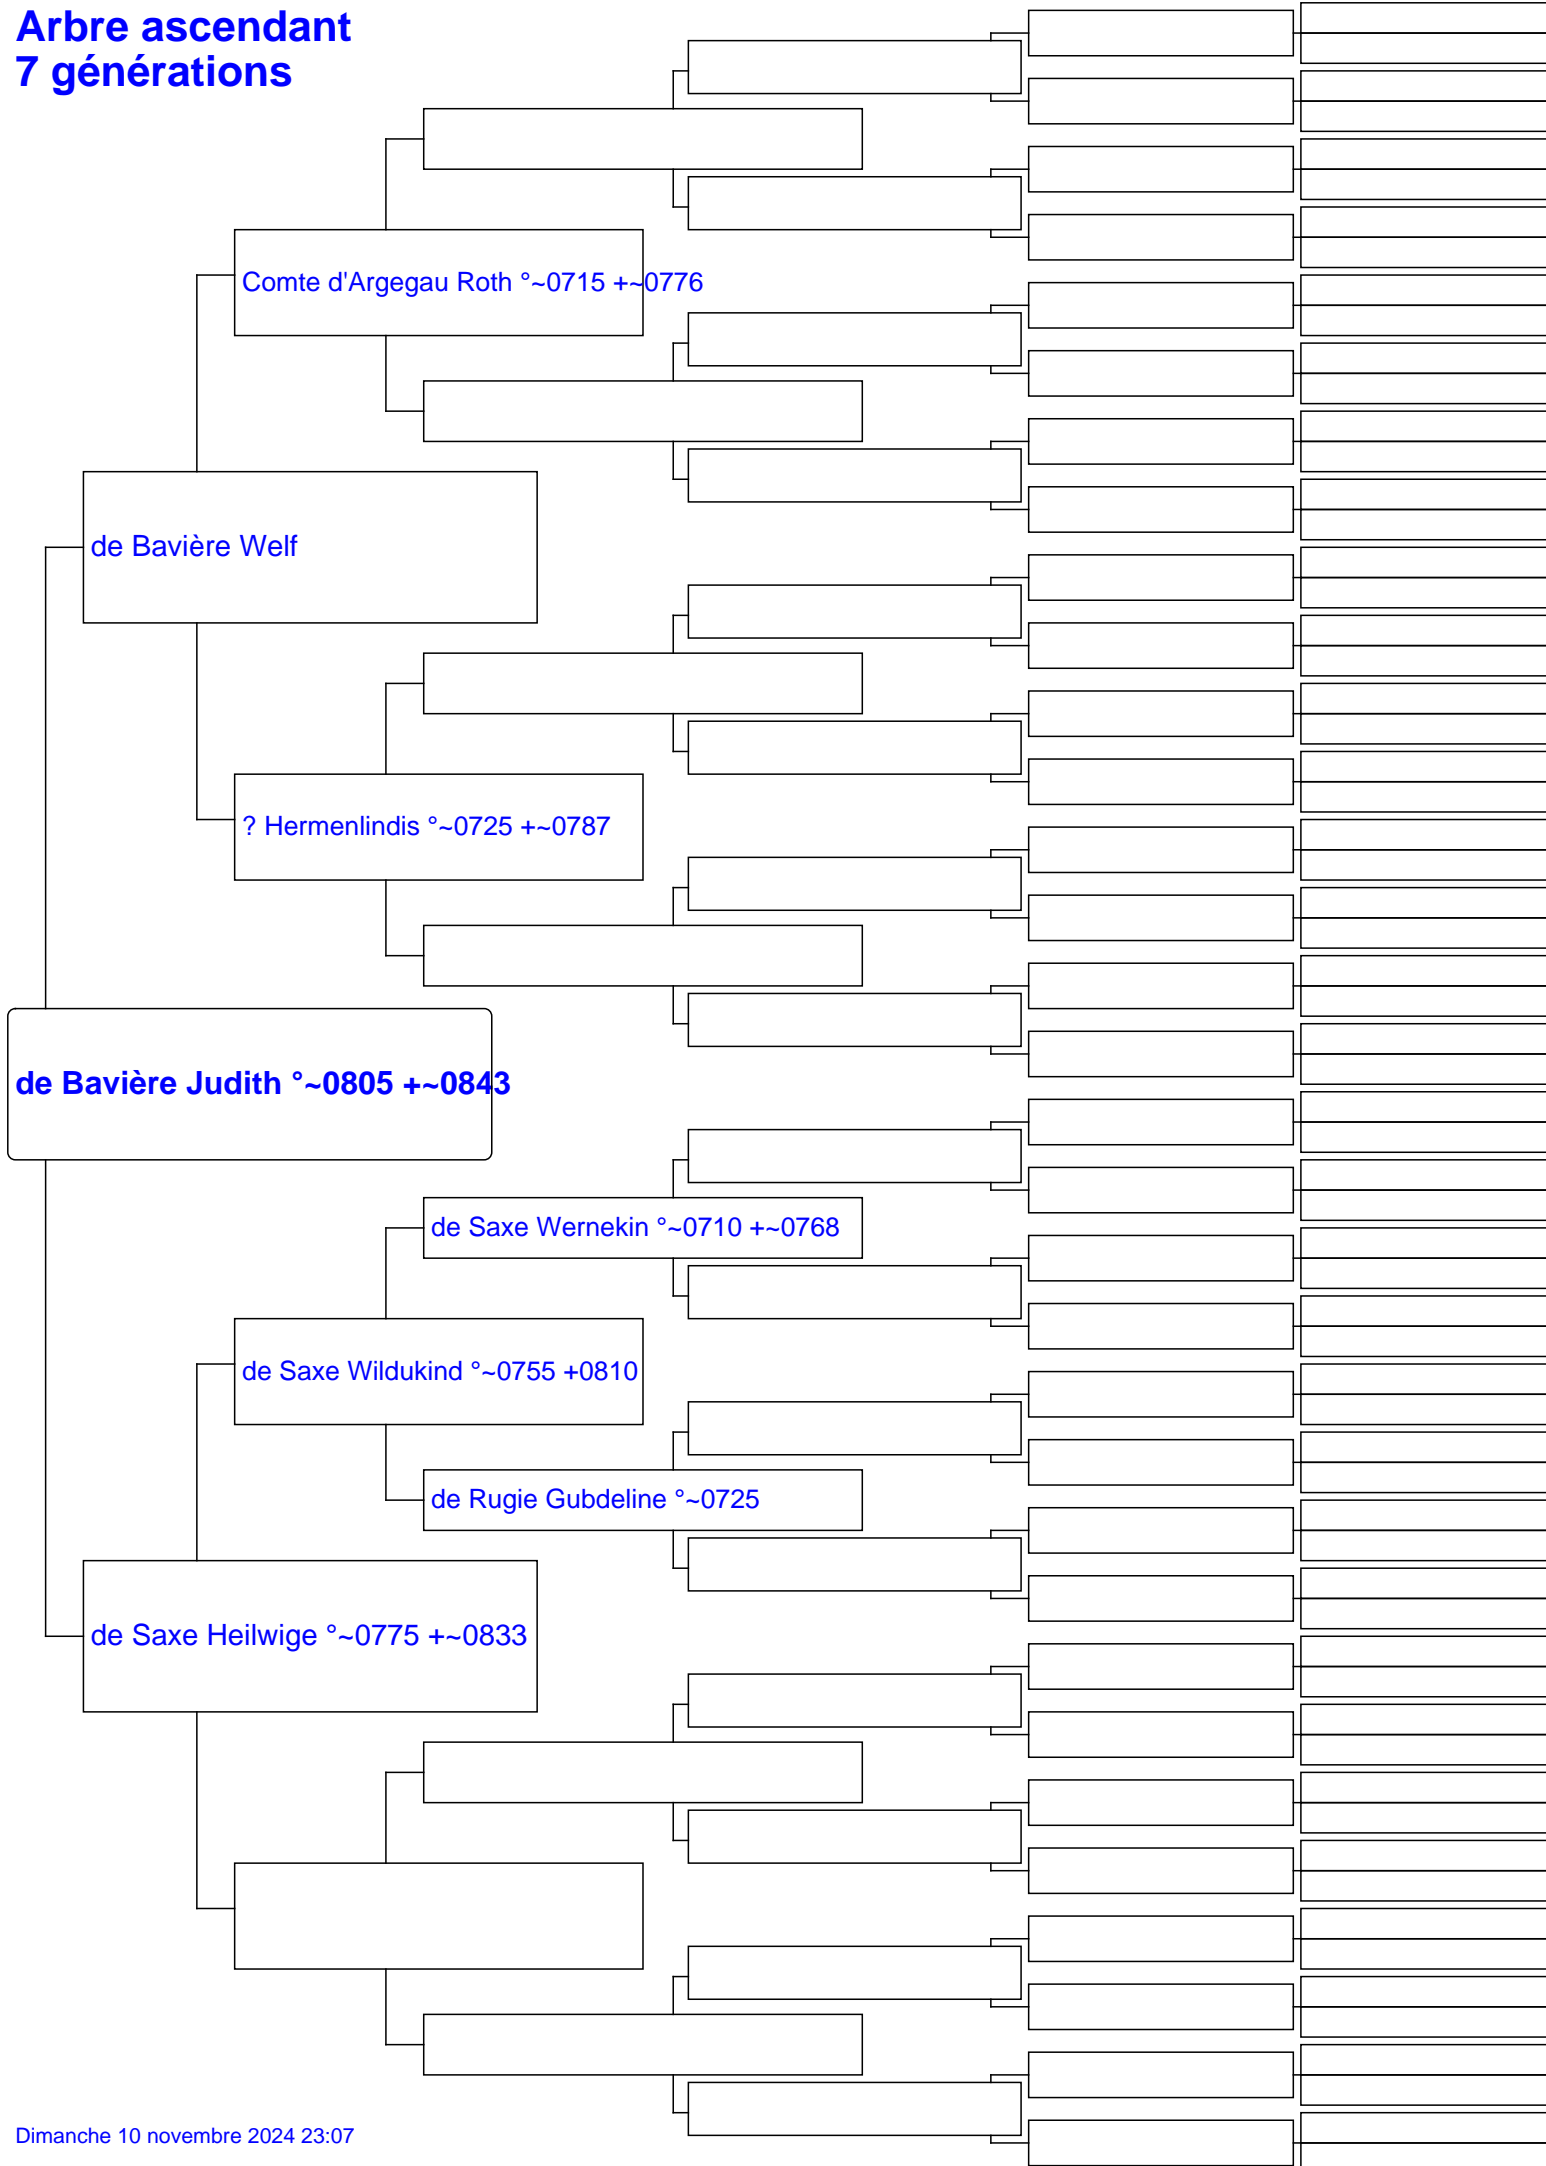 Arbre ascendant
7 générations
Comte d'Argegau Roth °~0715 +~0776
de Bavière Welf
? Hermenlindis °~0725 +~0787
de Bavière Judith °~0805 +~0843
de Saxe Wernekin °~0710 +~0768
de Saxe Wildukind °~0755 +0810
de Rugie Gubdeline °~0725
de Saxe Heilwige °~0775 +~0833
Dimanche 10 novembre 2024 23:07